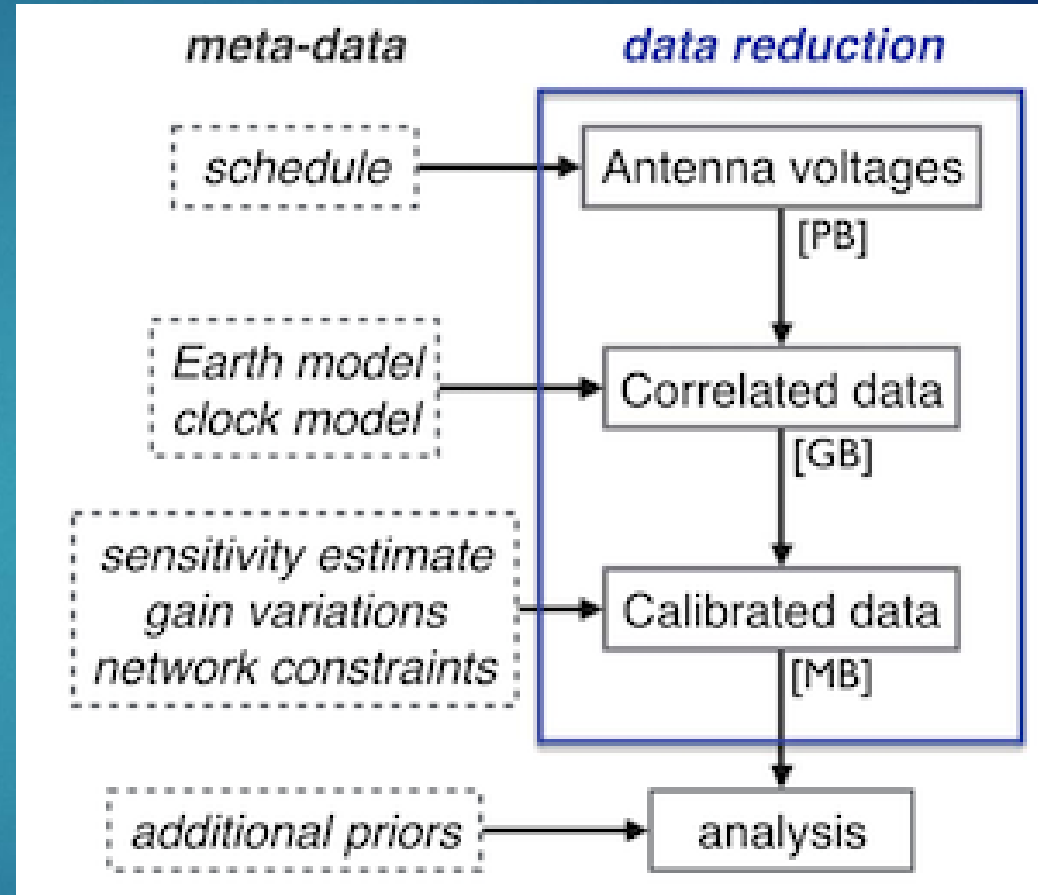 meta-data
data reduction
schedule
Antenna voltages
[PB]
Earth model
clock model
Correlated data
[GB]
sensitivity estimate
gain variations
network constraints
Calibrated data
[MB]
additional priors
analysis